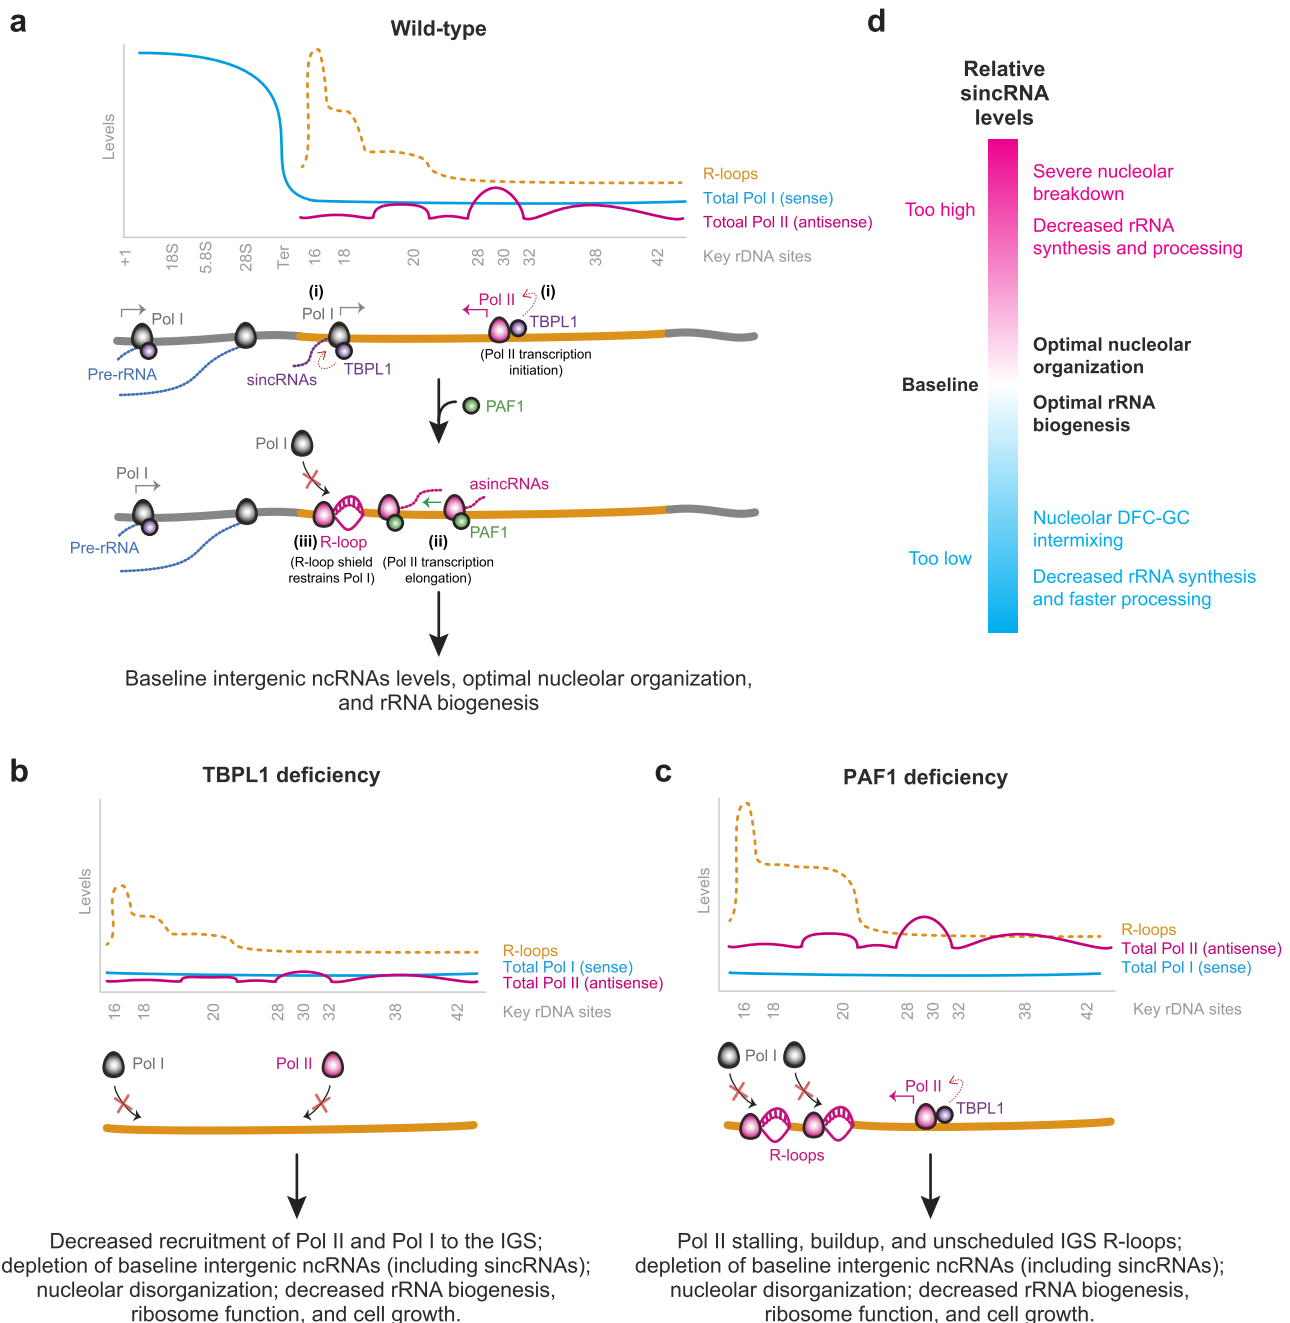 a
Wild-type
Levels
R-loops
Total Pol I (sense)
Totoal Pol II (antisense)
+1
18S
5.8S
28S
Ter
16
18
20
28
30
32
38
42
Key rDNA sites
(i)
Pol I
Pol I
Pol II
(i)
TBPL1
Pre-rRNA
sincRNAs
TBPL1
(Pol II transcription
initiation)
PAF1
Pol I
Pol I
asincRNAs
Pre-rRNA
PAF1
(iii) R-loop
(ii)
(R-loop shield
restrains Pol I)
(Pol II transcription
elongation)
Baseline intergenic ncRNAs levels, optimal nucleolar organization,
and rRNA biogenesis
d
Relative
sincRNA
levels
Too high
Severe nucleolar
breakdown
Decreased rRNA
synthesis and processing
Baseline
Optimal nucleolar
organization
Optimal rRNA
biogenesis
Too low
Nucleolar DFC-GC
intermixing
Decreased rRNA synthesis
and faster processing
b
TBPL1 deficiency
Levels
R-loops
Total Pol I (sense)
Total Pol II (antisense)
16
18
20
28
30
32
38
42
Key rDNA sites
Pol I
Pol II
Decreased recruitment of Pol II and Pol I to the IGS;
depletion of baseline intergenic ncRNAs (including sincRNAs);
nucleolar disorganization; decreased rRNA biogenesis,
ribosome function, and cell growth.
c
PAF1 deficiency
Levels
R-loops
Total Pol II (antisense)
Total Pol I (sense)
16
18
20
28
30
32
38
42
Key rDNA sites
Pol I
Pol II
TBPL1
R-loops
Pol II stalling, buildup, and unscheduled IGS R-loops;
depletion of baseline intergenic ncRNAs (including sincRNAs);
nucleolar disorganization; decreased rRNA biogenesis,
ribosome function, and cell growth.